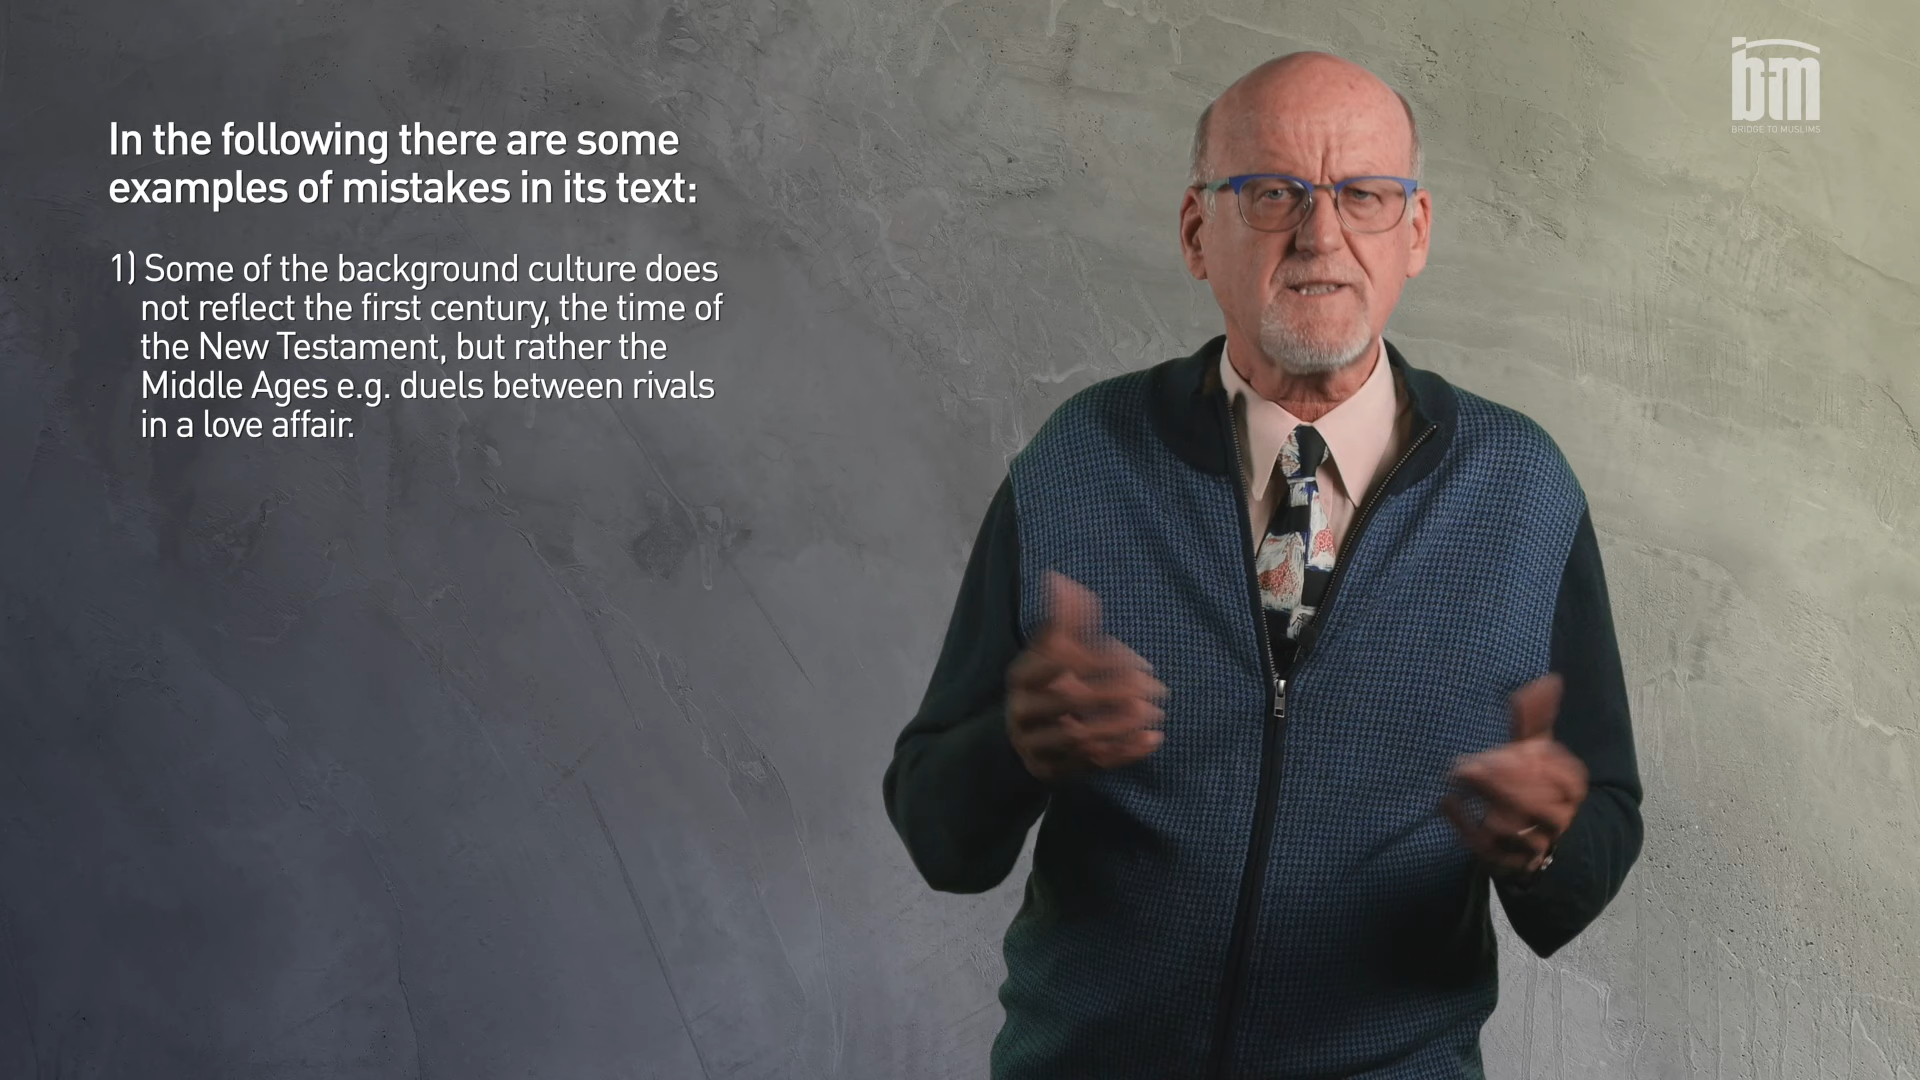 bm
BRIDGE TO MUSLIMS
In the following there are some
examples of mistakes in its text:
1) Some of the background culture does
not reflect the first century, the time of
the New Testament, but rather the
Middle Ages e.g. duels between rivals
in a love affair.